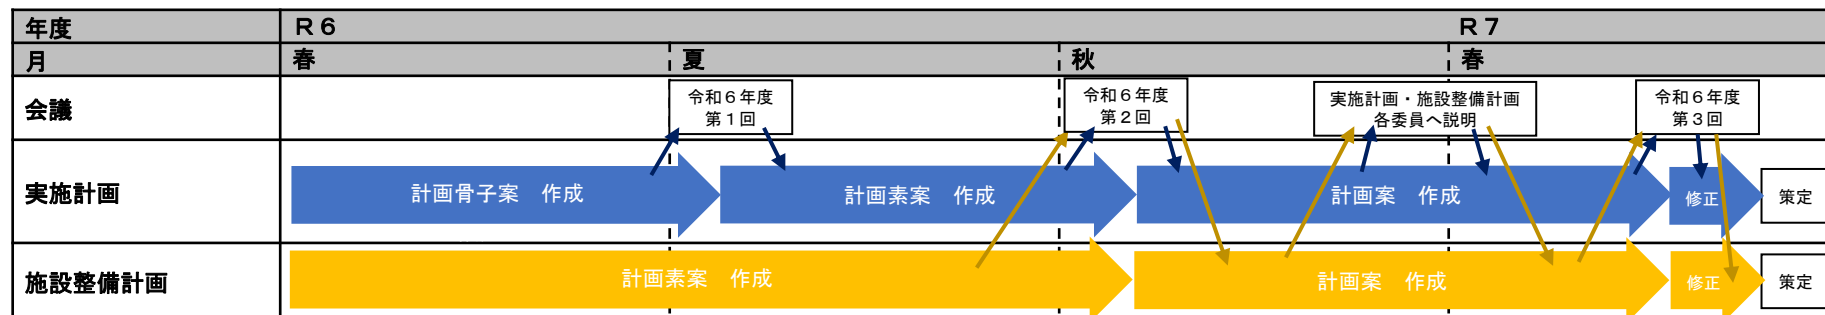 年度
Ｒ６
Ｒ７
月
春
夏
秋
春
会議
令和６年度
第１回
令和６年度
第２回
実施計画・施設整備計画
各委員へ説明
令和６年度
第３回
実施計画
計画骨子案　作成
計画素案　作成
計画案　作成
修正
策定
施設整備計画
計画素案　作成
計画案　作成
修正
策定